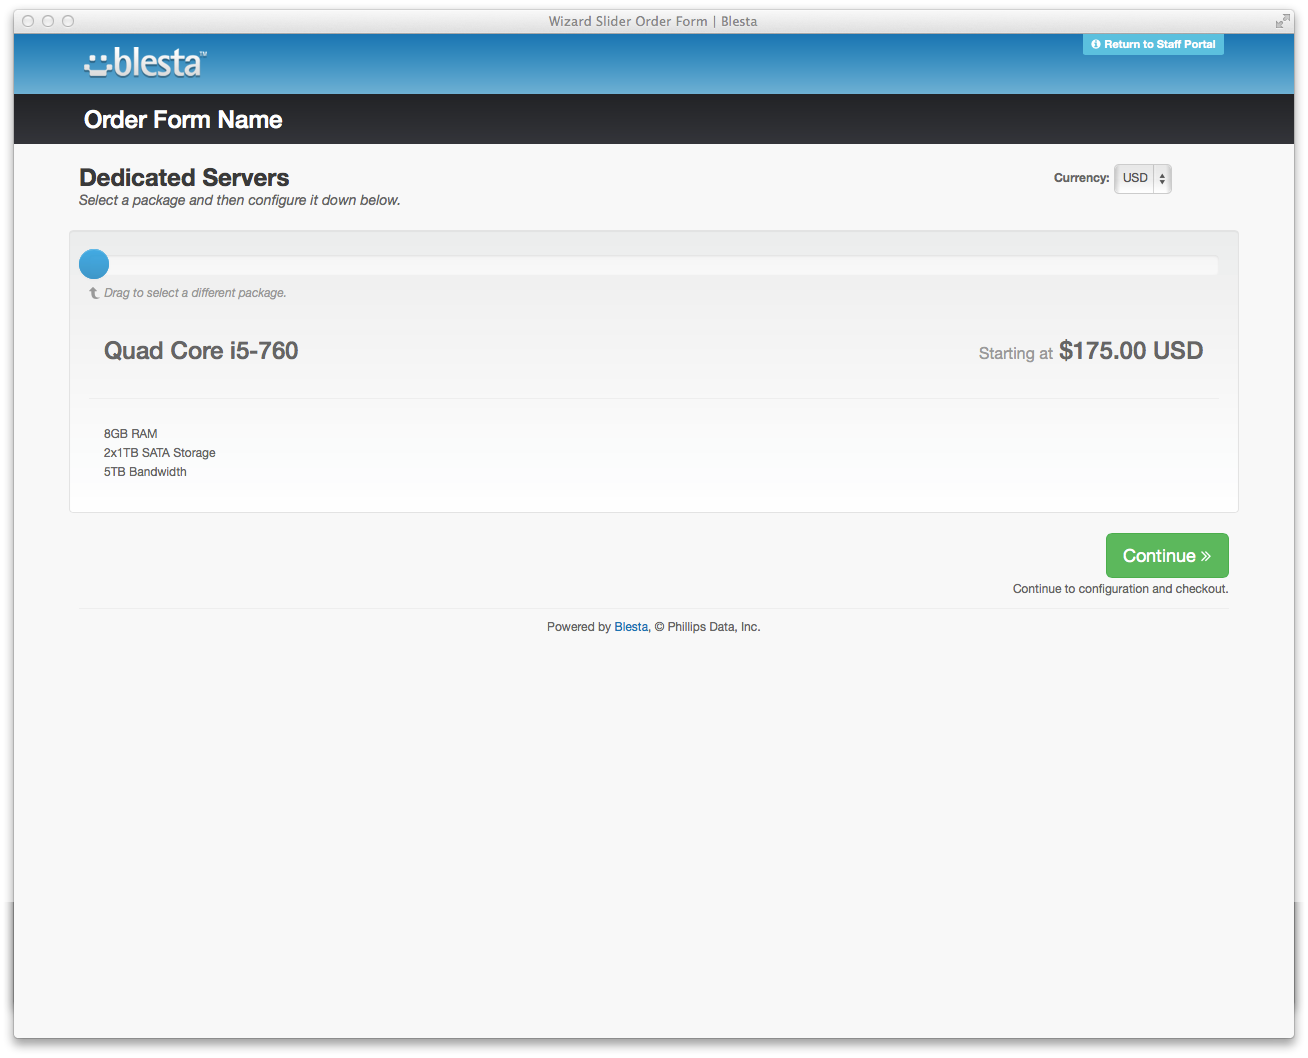 Wizard Slider Order Form | Blesta
blesta™
Return to Staff Portal
Order Form Name
Dedicated Servers
Select a package and then configure it down below.
Currency: USD
Drag to select a different package.
Quad Core i5-760
Starting at $175.00 USD
8GB RAM
2x1TB SATA Storage
5TB Bandwidth
Continue »
Continue to configuration and checkout.
Powered by Blesta, © Phillips Data, Inc.